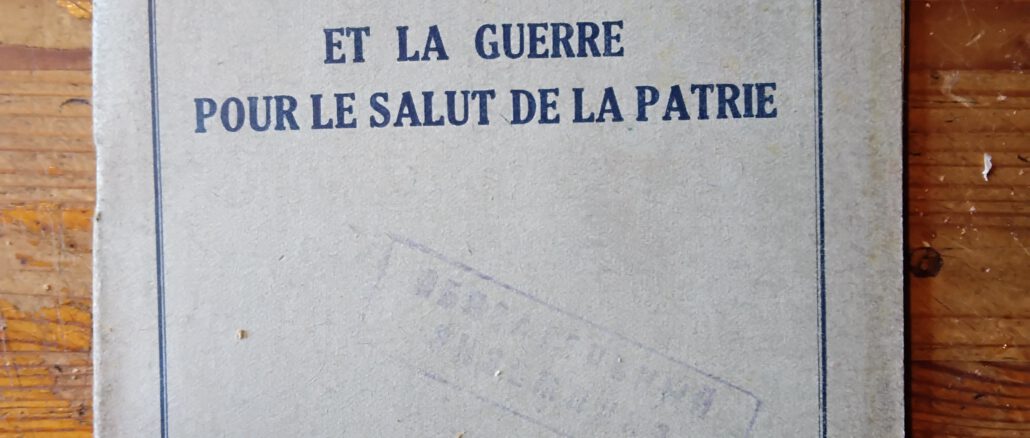 ET LA GUERRE
POUR LE SALUT DE LA PATRIE